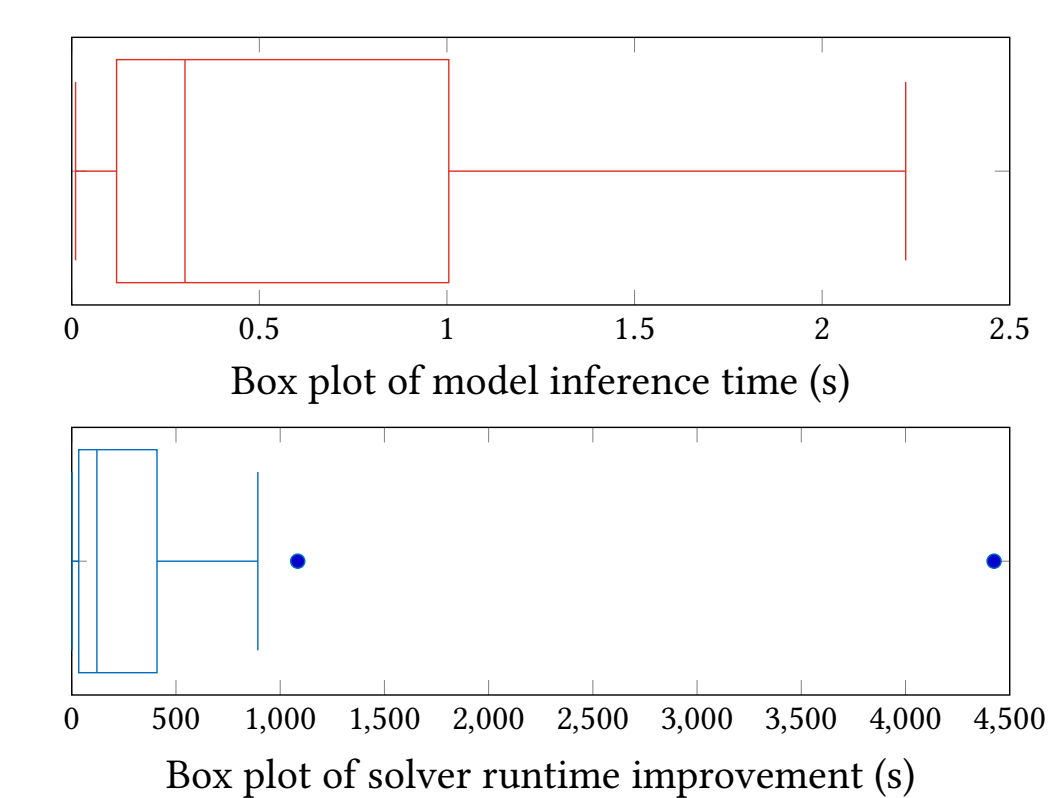 0 0.5 1 1.5 2 2.5
Box plot of model inference time (s)
0 500 1,000 1,500 2,000 2,500 3,000 3,500 4,000 4,500
Box plot of solver runtime improvement (s)